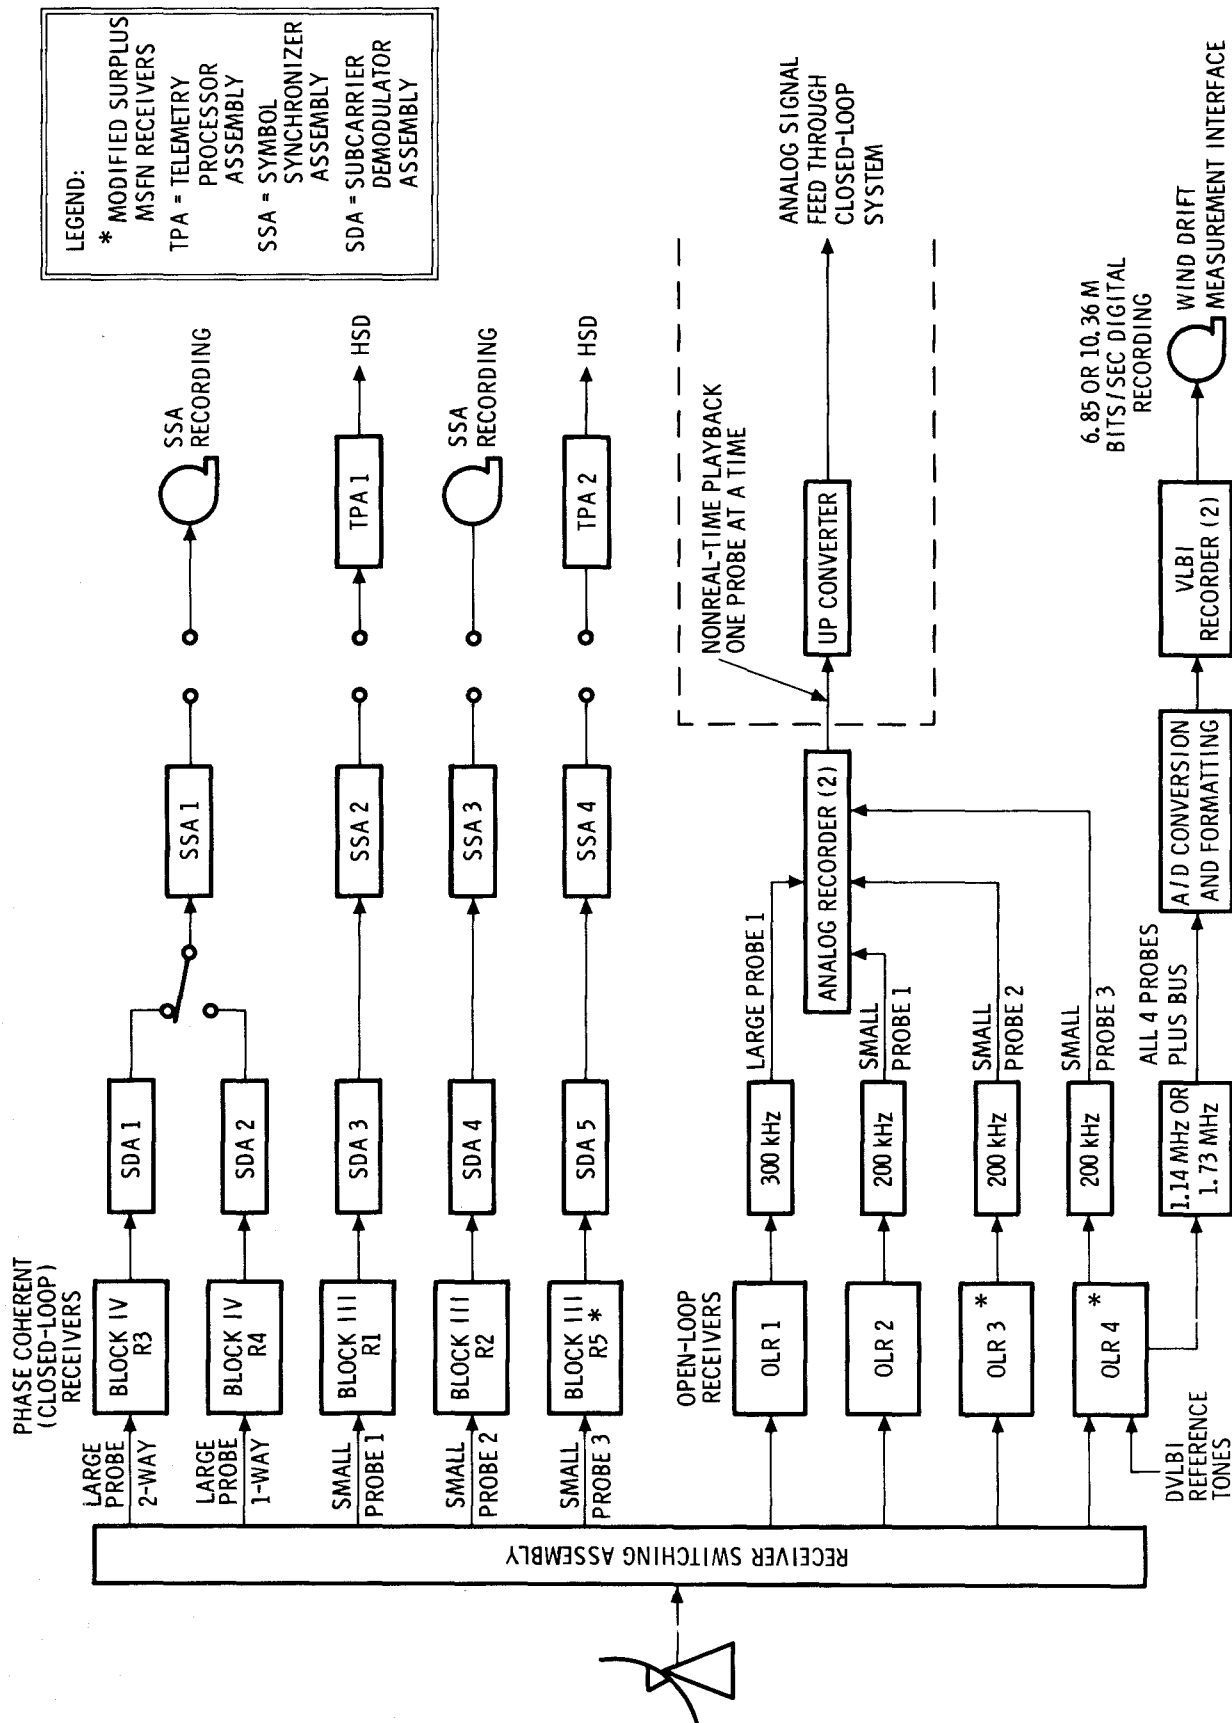 LEGEND:
* MODIFIED SURPLUS
MSFN RECEIVERS
TPA = TELEMETRY
PROCESSOR
ASSEMBLY
SSA = SYMBOL
SYNCHRONIZER
ASSEMBLY
SDA = SUBCARRIER
DEMODULATOR
ASSEMBLY
PHASE COHERENT
(CLOSED-LOOP)
RECEIVERS
LARGE
PROBE
2-WAY
BLOCK IV
R3
SDA 1
SSA 1
SSA
RECORDING
LARGE
PROBE
1-WAY
BLOCK IV
R4
SDA 2
SMALL
PROBE 1
BLOCK III
R1
SDA 3
SSA 2
TPA 1
HSD
SMALL
PROBE 2
BLOCK III
R2
SDA 4
SSA 3
SSA
RECORDING
SMALL
PROBE 3
BLOCK III
R5 *
SDA 5
SSA 4
TPA 2
HSD
RECEIVER SWITCHING ASSEMBLY
OPEN-LOOP
RECEIVERS
OLR 1
300 kHz
LARGE PROBE 1
OLR 2
200 kHz
SMALL
PROBE 1
OLR 3 *
200 kHz
SMALL
PROBE 2
OLR 4 *
200 kHz
SMALL
PROBE 3
ANALOG RECORDER (2)
NONREAL-TIME PLAYBACK
ONE PROBE AT A TIME
UP CONVERTER
ANALOG SIGNAL
FEED THROUGH
CLOSED-LOOP
SYSTEM
DVLBI
REFERENCE
TONES
1.14 MHz OR
1.73 MHz
ALL 4 PROBES
PLUS BUS
A/D CONVERSION
AND FORMATTING
VLBI
RECORDER (2)
6.85 OR 10.36 M
BITS/SEC DIGITAL
RECORDING
WIND DRIFT
MEASUREMENT INTERFACE